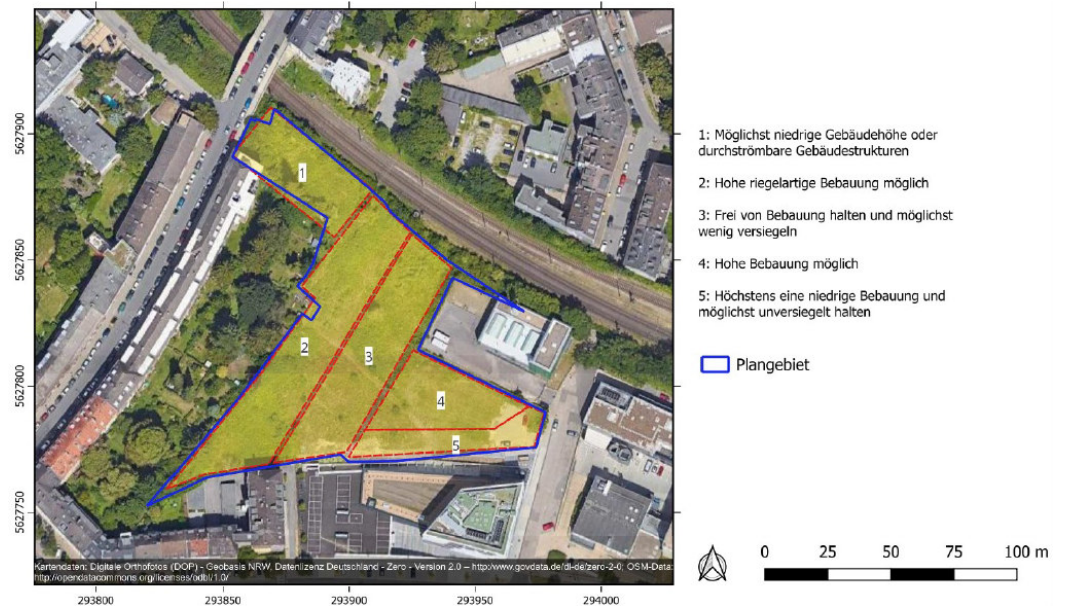 5627900
5627850
5627800
5627750
293800
293850
293900
293950
294000
1
2
3
4
5
Kartendaten: Digitale Orthofotos (DOP) - Geobasis NRW, Datenlizenz Deutschland - Zero - Version 2.0 – http://www.govdata.de/dl-de/zero-2-0; OSM-Data:
http://opendatacommons.org/licenses/odbl/1.0/
1: Möglichst niedrige Gebäudehöhe oder
durchströmbare Gebäudestrukturen
2: Hohe riegelartige Bebauung möglich
3: Frei von Bebauung halten und möglichst
wenig versiegeln
4: Hohe Bebauung möglich
5: Höchstens eine niedrige Bebauung und
möglichst unversiegelt halten
Plangebiet
0 25 50 75 100 m